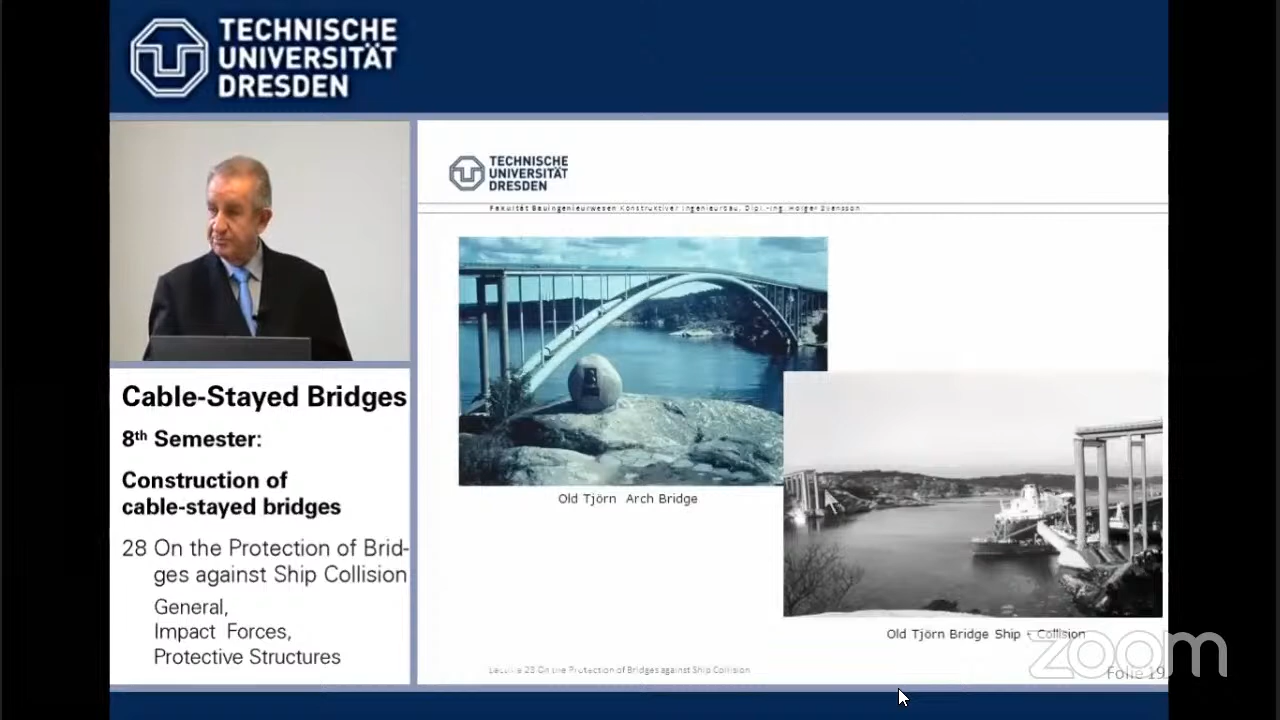 TECHNISCHE
UNIVERSITÄT
DRESDEN
TECHNISCHE
UNIVERSITÄT
DRESDEN
Fakultät Bauingenieurwesen Konstruktiver Ingenieurbau, Dipl.-Ing. Holger Svensson
Old Tjörn Arch Bridge
Old Tjörn Bridge Ship - Collision
Lecture 28 On the Protection of Bridges against Ship Collision
Folie 19
zoom
Cable-Stayed Bridges
8th Semester:
Construction of
cable-stayed bridges
28 On the Protection of Brid-
ges against Ship Collision
General,
Impact Forces,
Protective Structures